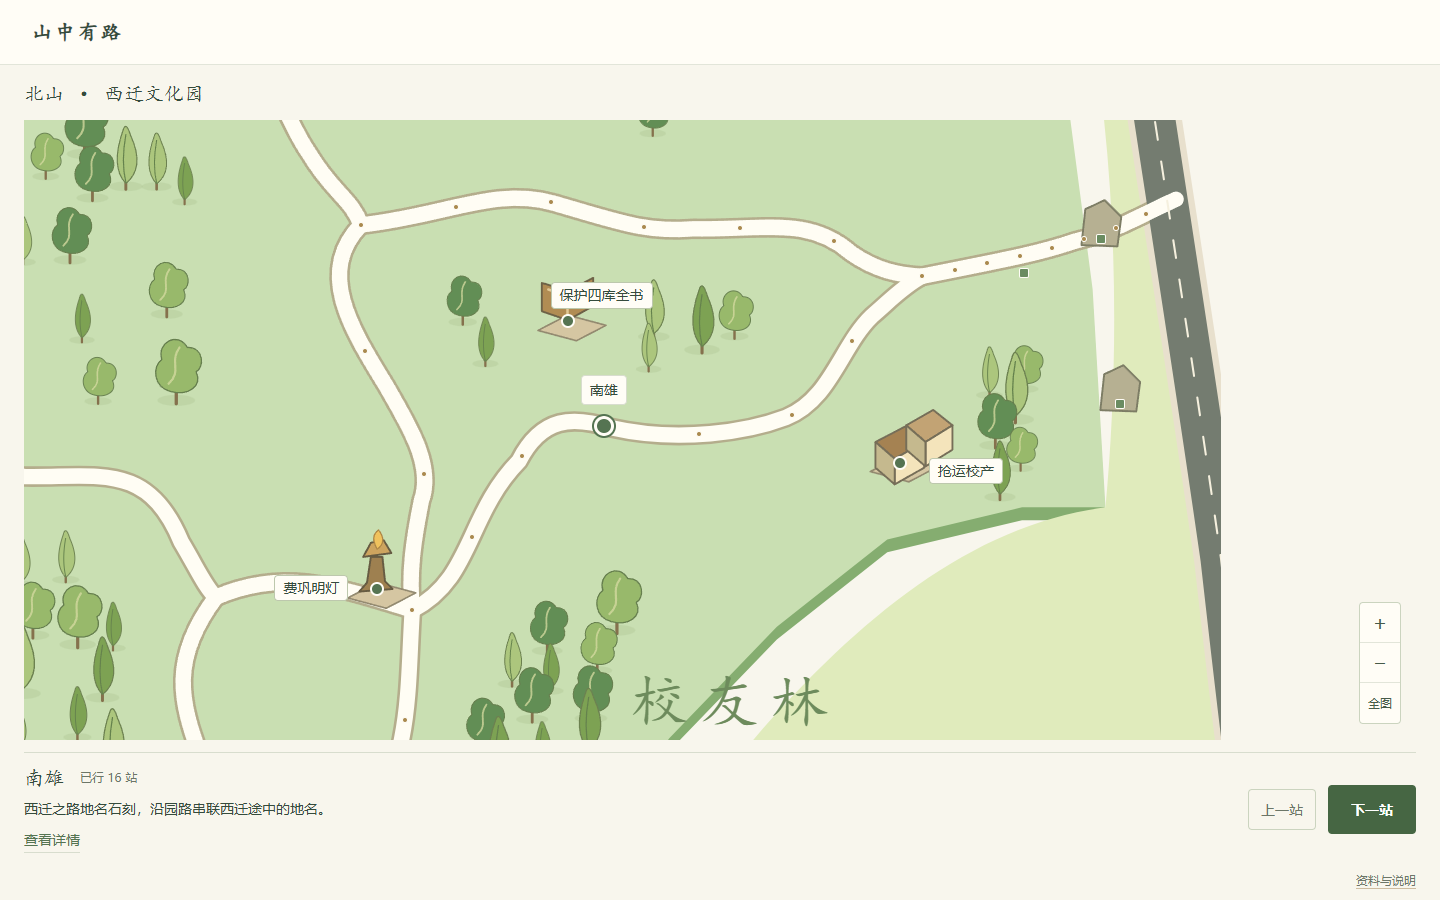 山中有路
北山 • 西迁文化园
保护四库全书
南雄
抢运校产
费巩明灯
校友林
+
−
全图
南雄 已行 16 站
西迁之路地名石刻，沿园路串联西迁途中的地名。
查看详情
上一站
下一站
资料与说明